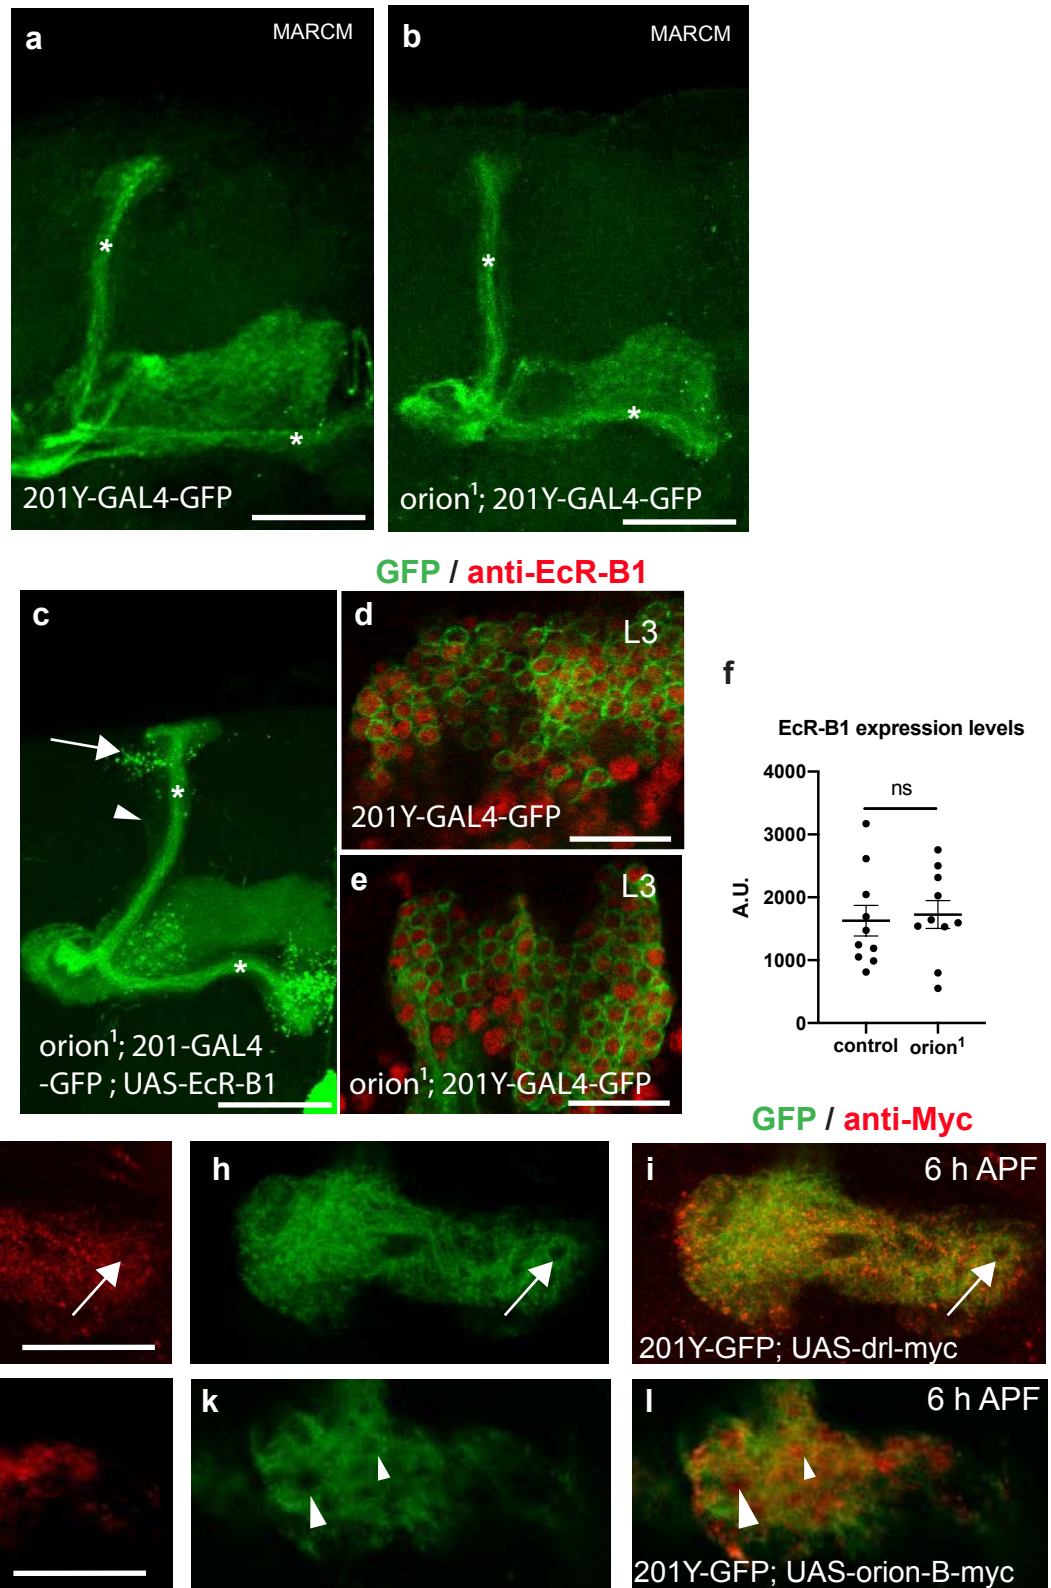 a
MARCM
201Y-GAL4-GFP
b
MARCM
orion¹; 201Y-GAL4-GFP
GFP / anti-EcR-B1
c
orion¹; 201-GAL4
-GFP ; UAS-EcR-B1
d
L3
201Y-GAL4-GFP
e
L3
orion¹; 201Y-GAL4-GFP
f
EcR-B1 expression levels
ns
A.U.
4000
3000
2000
1000
0
control
orion¹
GFP / anti-Myc
h
i
6 h APF
201Y-GFP; UAS-drl-myc
k
l
6 h APF
201Y-GFP; UAS-orion-B-myc